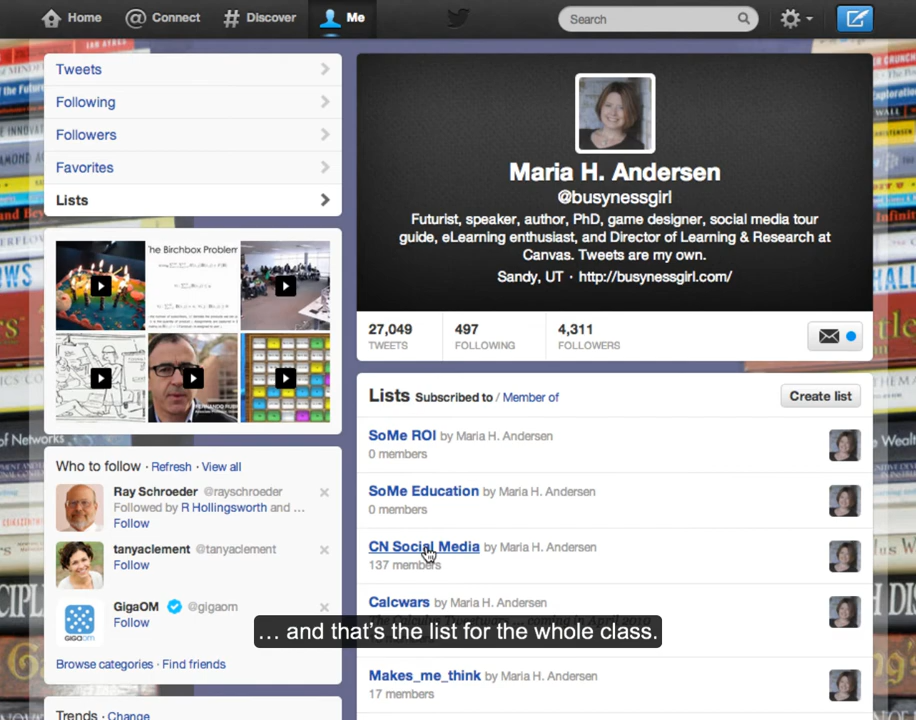 Home
Connect
Discover
Me
Search
Tweets
Following
Followers
Favorites
Lists
Maria H. Andersen
@busynessgirl
Futurist, speaker, author, PhD, game designer, social media tour
guide, eLearning enthusiast, and Director of Learning & Research at
Canvas. Tweets are my own.
Sandy, UT · http://busynessgirl.com/
27,049
TWEETS
497
FOLLOWING
4,311
FOLLOWERS
The Birchbox Problem
Lists Subscribed to / Member of
Create list
SoMe ROI by Maria H. Andersen
0 members
SoMe Education by Maria H. Andersen
0 members
CN Social Media by Maria H. Andersen
137 members
Calcwars by Maria H. Andersen
… and that's the list for the whole class.
Makes_me_think by Maria H. Andersen
17 members
Who to follow · Refresh · View all
Ray Schroeder @rayschroeder
Followed by R Hollingsworth and …
Follow
tanyaclement @tanyaclement
Follow
GigaOM @gigaom
Follow
Browse categories · Find friends
Trends · Change
of Networks